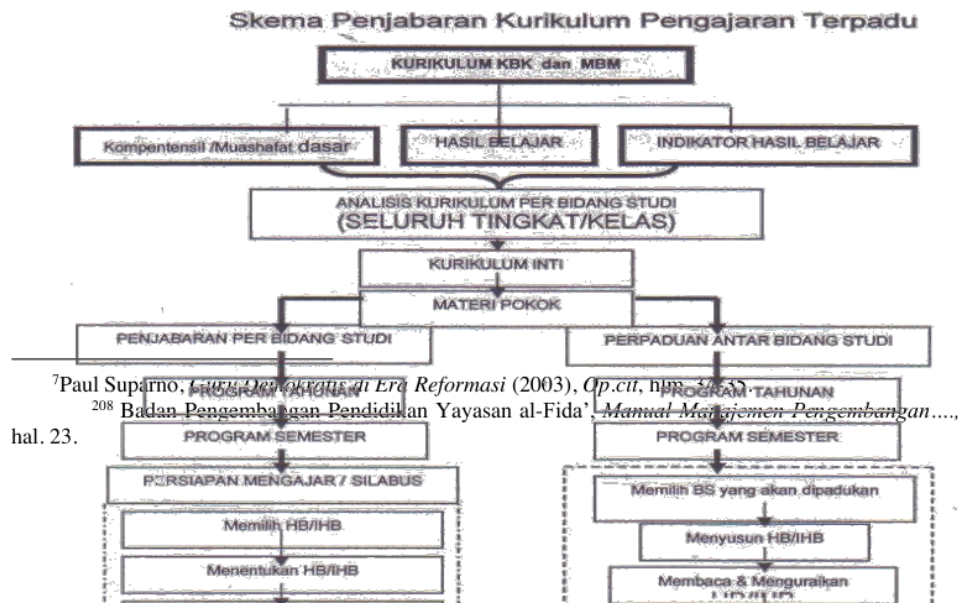 Skema Penjabaran Kurikulum Pengajaran Terpadu
KURIKULUM KBK dan MBM
Kompentensil /Muashafat dasar
HASIL BELAJAR
INDIKATOR HASIL BELAJAR
ANALISIS KURIKULUM PER BIDANG STUDI
(SELURUH TINGKAT/KELAS)
KURIKULUM INTI
MATERI POKOK
PENJABARAN PER BIDANG STUDI
PERPADUAN ANTAR BIDANG STUDI
7Paul Suparno, Guru Demokratis di Era Reformasi (2003), Op.cit, hlm.
PROGRAM TAHUNAN
PROGRAM TAHUNAN
208 Badan Pengembangan Pendidikan Yayasan al-Fida’, Manual Manajemen Pengembangan....,
hal. 23.
PROGRAM SEMESTER
PROGRAM SEMESTER
PERSIAPAN MENGAJAR / SILABUS
Memilih HB/IHB
Menentukan HB/IHB
Memilih BS yang akan dipadukan
Menyusun HB/IHB
Membaca & Menguraikan